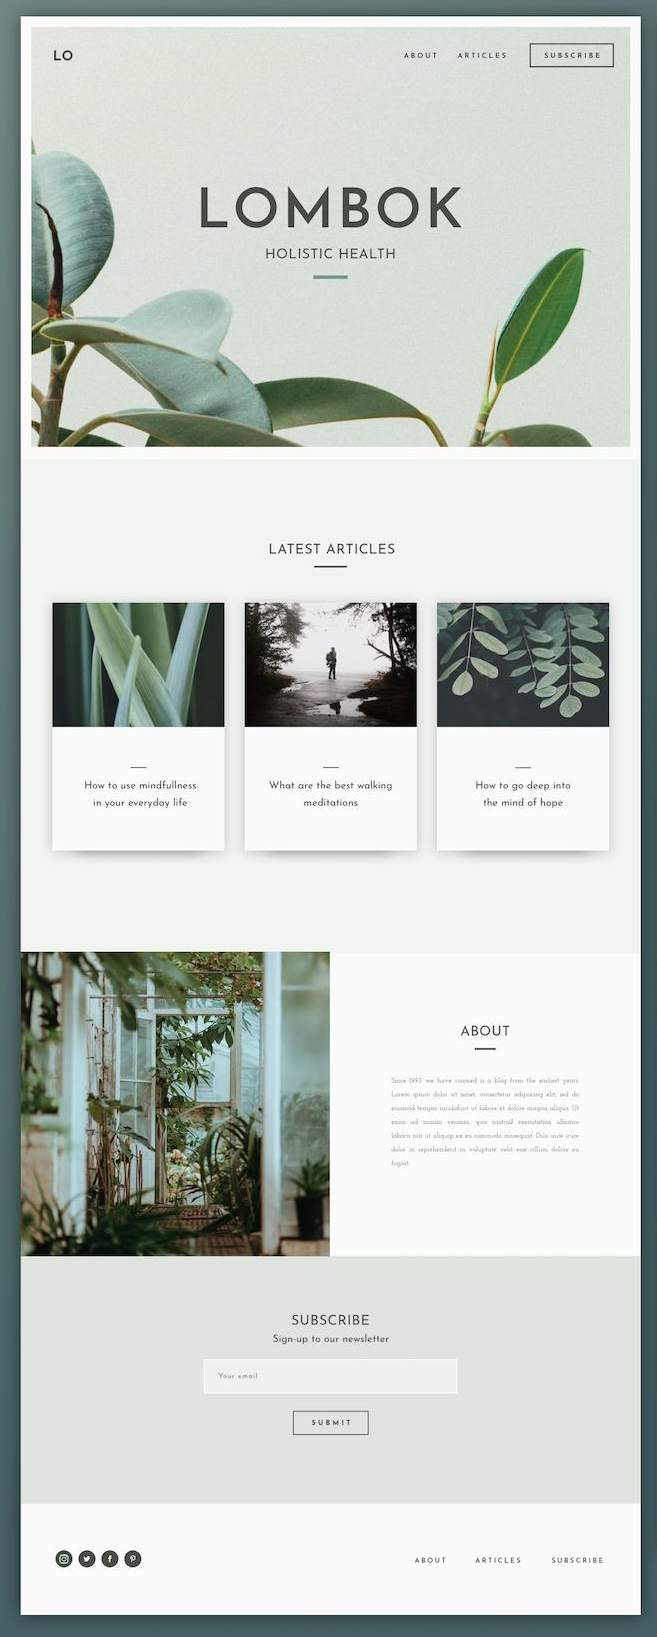 LO
ABOUT ARTICLES SUBSCRIBE
LOMBOK
HOLISTIC HEALTH
LATEST ARTICLES
How to use mindfullness
in your everyday life
What are the best walking
meditations
How to go deep into
the mind of hope
ABOUT
Since 1995 we have roamed is a blog from the earliest years.
Lorem ipsum dolor sit amet, consectetur adipiscing elit, sed do
eiusmod tempor incididunt ut labore et dolore magna aliqua. Ut
enim ad minim veniam, quis nostrud exercitation ullamco
laboris nisi ut aliquip ex ea commodo consequat. Duis aute irure
dolor in reprehenderit in voluptate velit esse cillum dolore eu
fugiat.
SUBSCRIBE
Sign-up to our newsletter
Your email
SUBMIT
ABOUT ARTICLES SUBSCRIBE